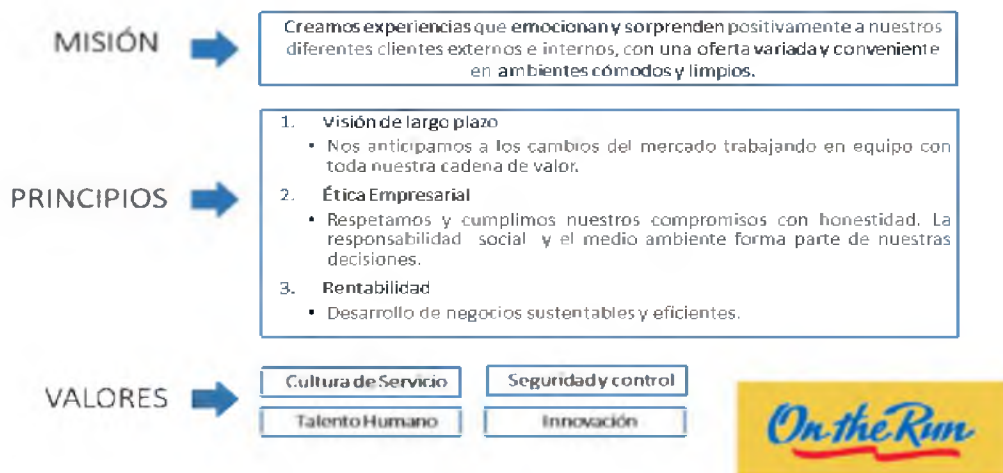 MISIÓN
Creamos experiencias que emocionan y sorprenden positivamente a nuestros
diferentes clientes externos e internos, con una oferta variada y conveniente
en ambientes cómodos y limpios.
PRINCIPIOS
1. Visión de largo plazo
• Nos anticipamos a los cambios del mercado trabajando en equipo con
toda nuestra cadena de valor.
2. Ética Empresarial
• Respetamos y cumplimos nuestros compromisos con honestidad. La
responsabilidad social y el medio ambiente forma parte de nuestras
decisiones.
3. Rentabilidad
• Desarrollo de negocios sustentables y eficientes.
VALORES
Cultura de Servicio
Seguridad y control
Talento Humano
Innovación
On the Run